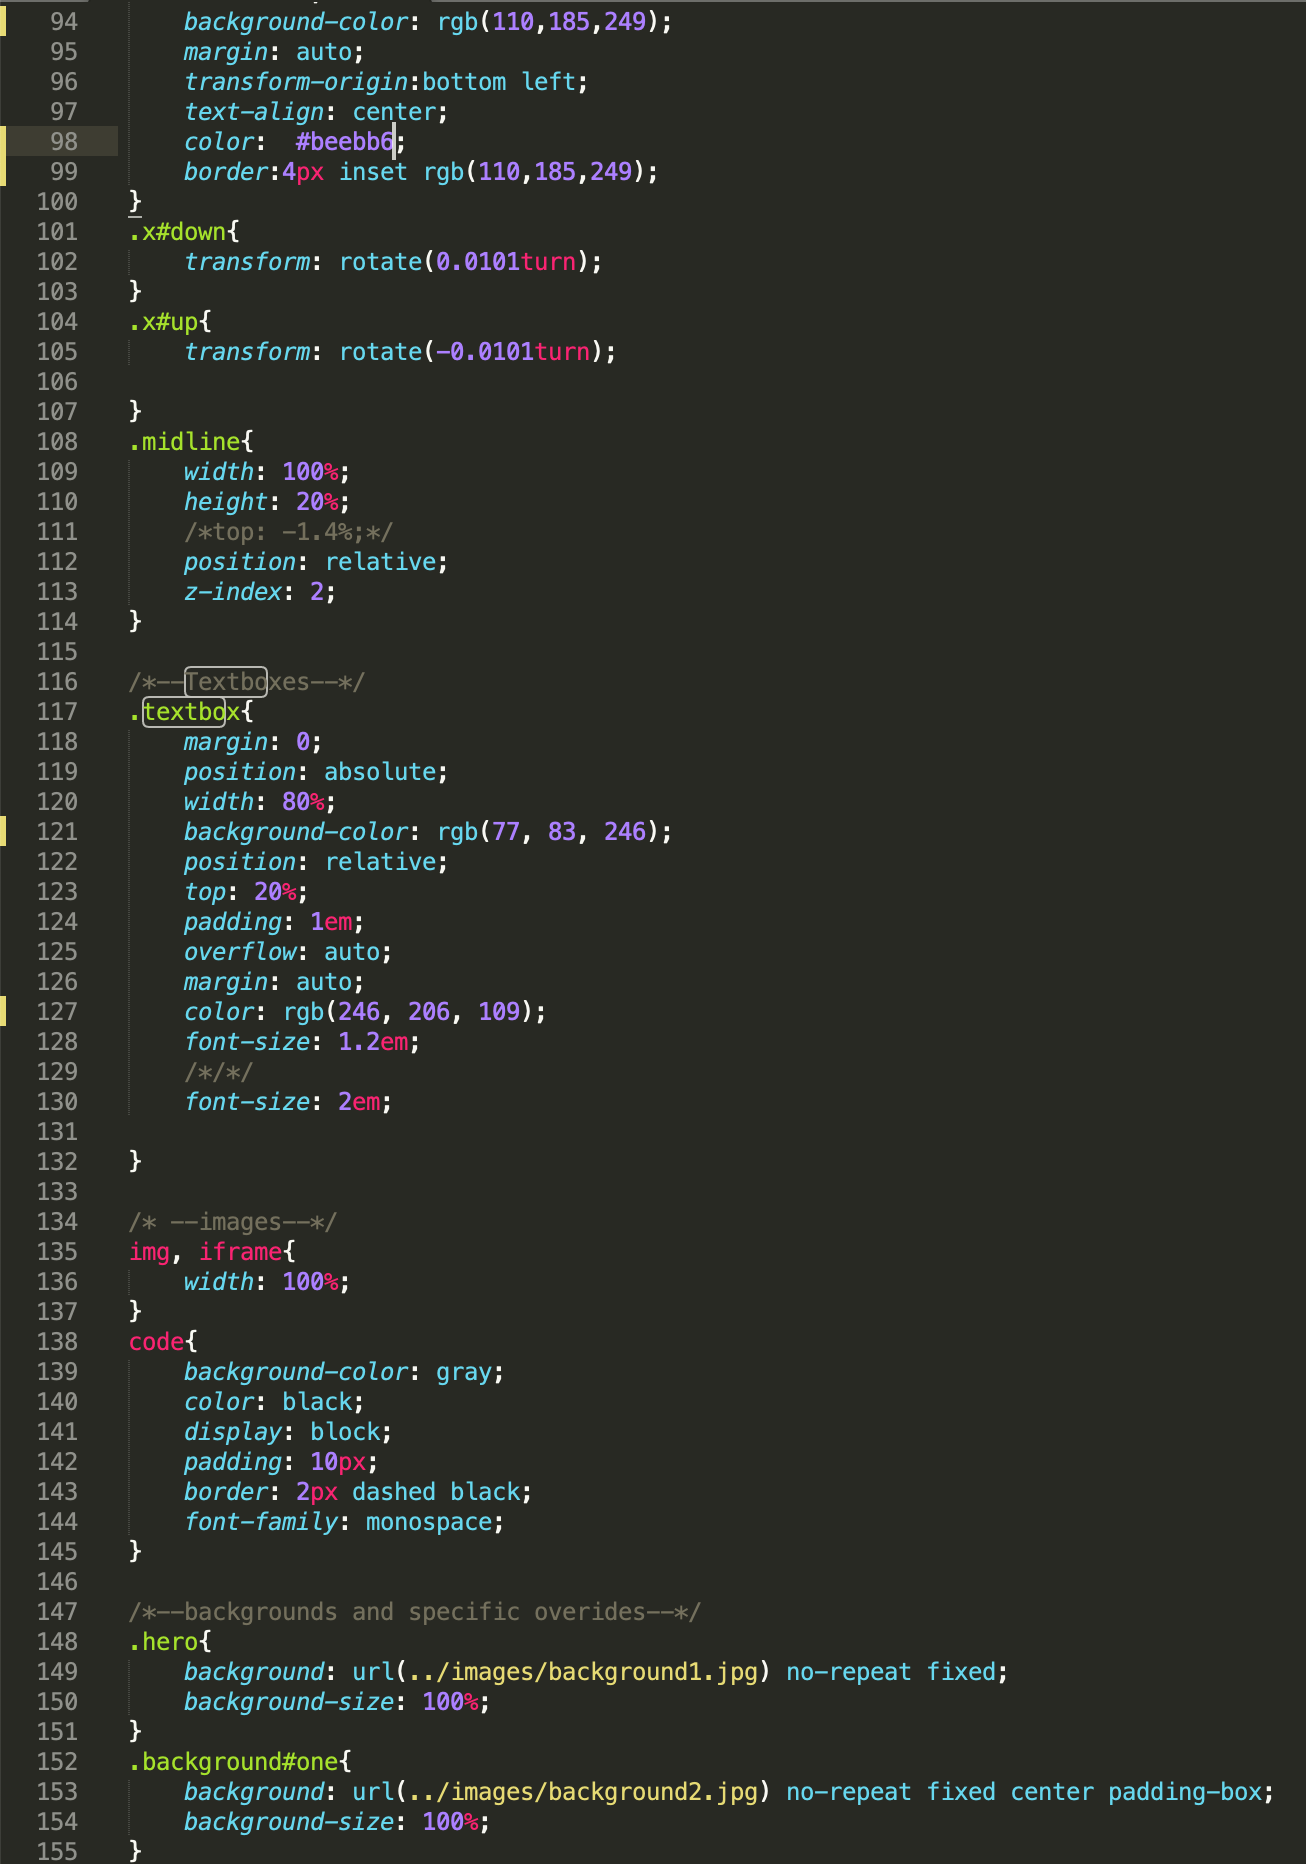 94 background-color: rgb(110,185,249);
95 margin: auto;
96 transform-origin:bottom left;
97 text-align: center;
98 color:  #beebb6;
99 border:4px inset rgb(110,185,249);
100 }
101 .x#down{
102 transform: rotate(0.0101turn);
103 }
104 .x#up{
105 transform: rotate(-0.0101turn);
106
107 }
108 .midline{
109 width: 100%;
110 height: 20%;
111 /*top: -1.4%;*/
112 position: relative;
113 z-index: 2;
114 }
115
116 /*--Textboxes--*/
117 .textbox{
118 margin: 0;
119 position: absolute;
120 width: 80%;
121 background-color: rgb(77, 83, 246);
122 position: relative;
123 top: 20%;
124 padding: 1em;
125 overflow: auto;
126 margin: auto;
127 color: rgb(246, 206, 109);
128 font-size: 1.2em;
129 /*/*/
130 font-size: 2em;
131
132 }
133
134 /* --images--*/
135 img, iframe{
136 width: 100%;
137 }
138 code{
139 background-color: gray;
140 color: black;
141 display: block;
142 padding: 10px;
143 border: 2px dashed black;
144 font-family: monospace;
145 }
146
147 /*--backgrounds and specific overides--*/
148 .hero{
149 background: url(../images/background1.jpg) no-repeat fixed;
150 background-size: 100%;
151 }
152 .background#one{
153 background: url(../images/background2.jpg) no-repeat fixed center padding-box;
154 background-size: 100%;
155 }